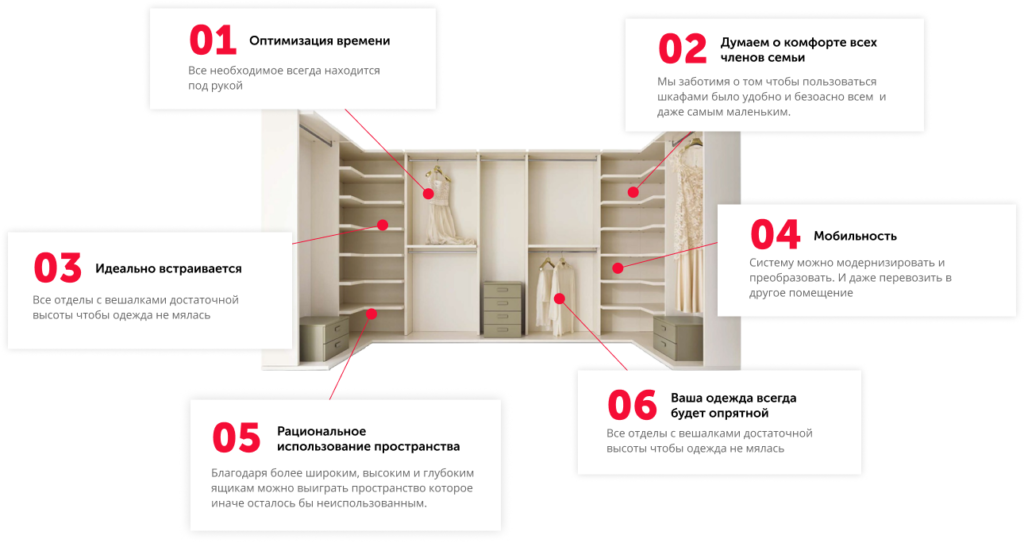 01
Оптимизация времени
Все необходимое всегда находится
под рукой
02
Думаем о комфорте всех
членов семьи
Мы заботимя о том чтобы пользоваться
шкафами было удобно и безоасно всем и
даже самым маленьким.
03
Идеально встраивается
Все отделы с вешалками достаточной
высоты чтобы одежда не мялась
04
Мобильность
Систему можно модернизировать и
преобразовать. И даже перевозить в
другое помещение
05
Рациональное
использование пространства
Благодаря более широким, высоким и глубоким
ящикам можно выиграть пространство которое
иначе осталось бы неиспользованным.
06
Ваша одежда всегда
будет опрятной
Все отделы с вешалками достаточной
высоты чтобы одежда не мялась